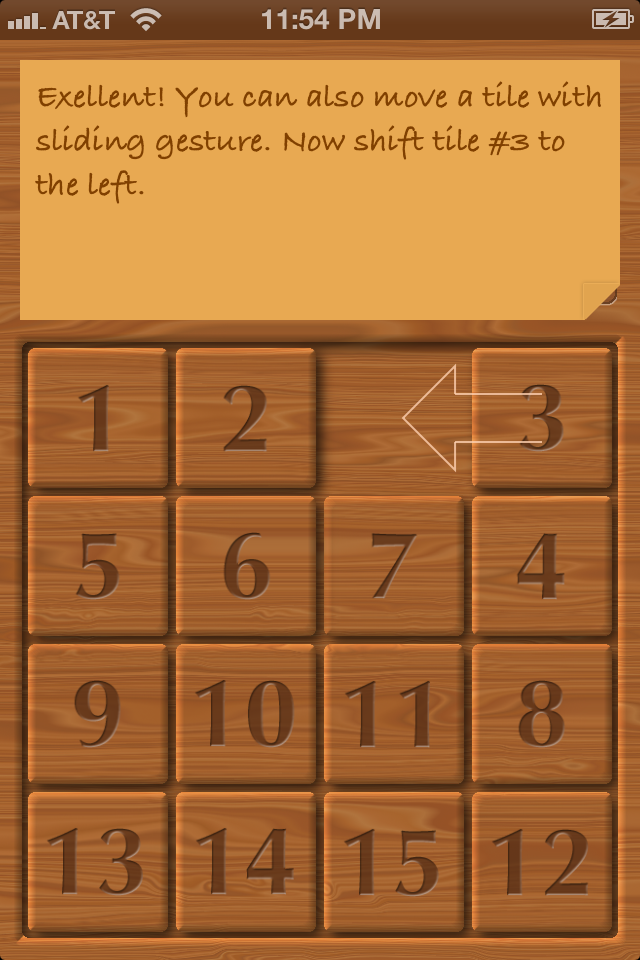 AT&T 11:54 PM
Exellent! You can also move a tile with
sliding gesture. Now shift tile #3 to
the left.
1 2 3
5 6 7 4
9 10 11 8
13 14 15 12